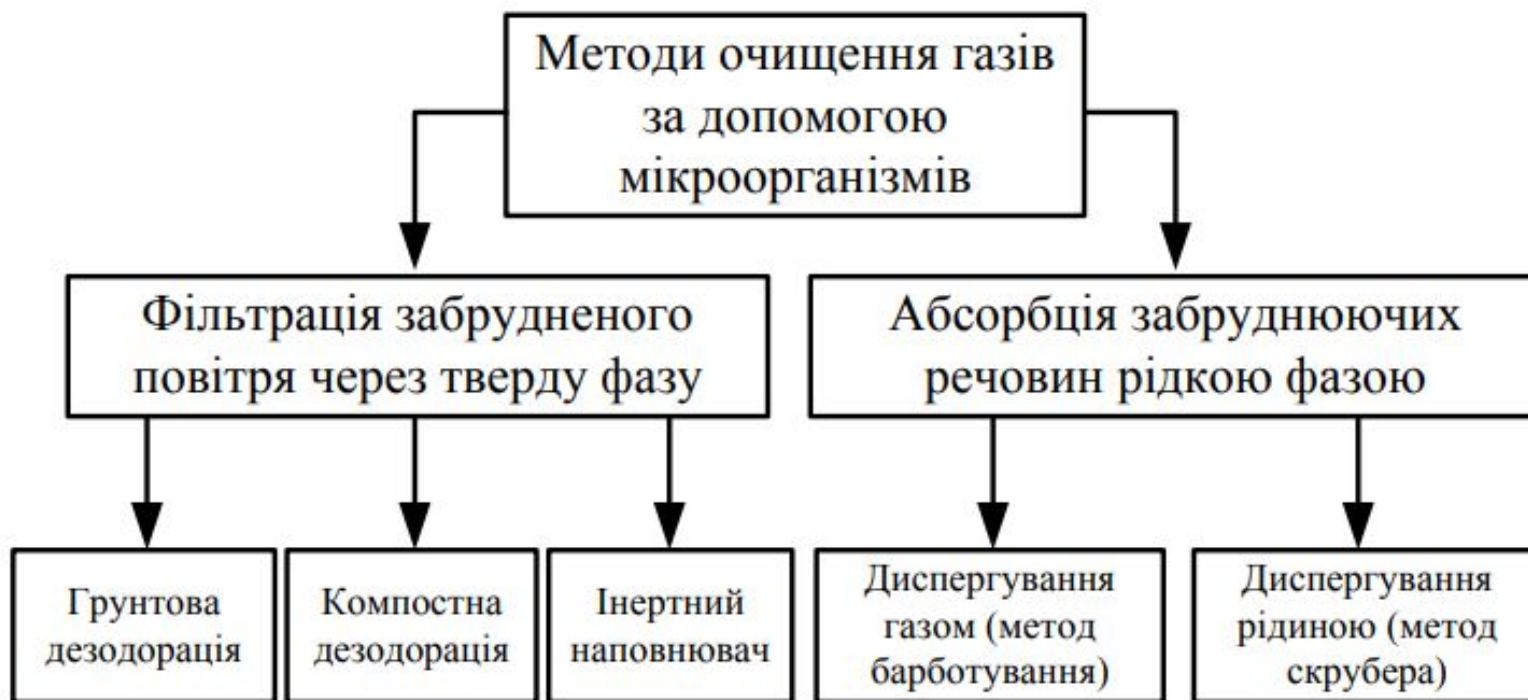 Методи очищення газів
за допомогою
мікроорганізмів
Фільтрація забрудненого
повітря через тверду фазу
Абсорбція забруднюючих
речовин рідкою фазою
Грунтова
дезодорація
Компостна
дезодорація
Інертний
наповнювач
Диспергування
газом (метод
барботування)
Диспергування
рідиною (метод
скрубера)